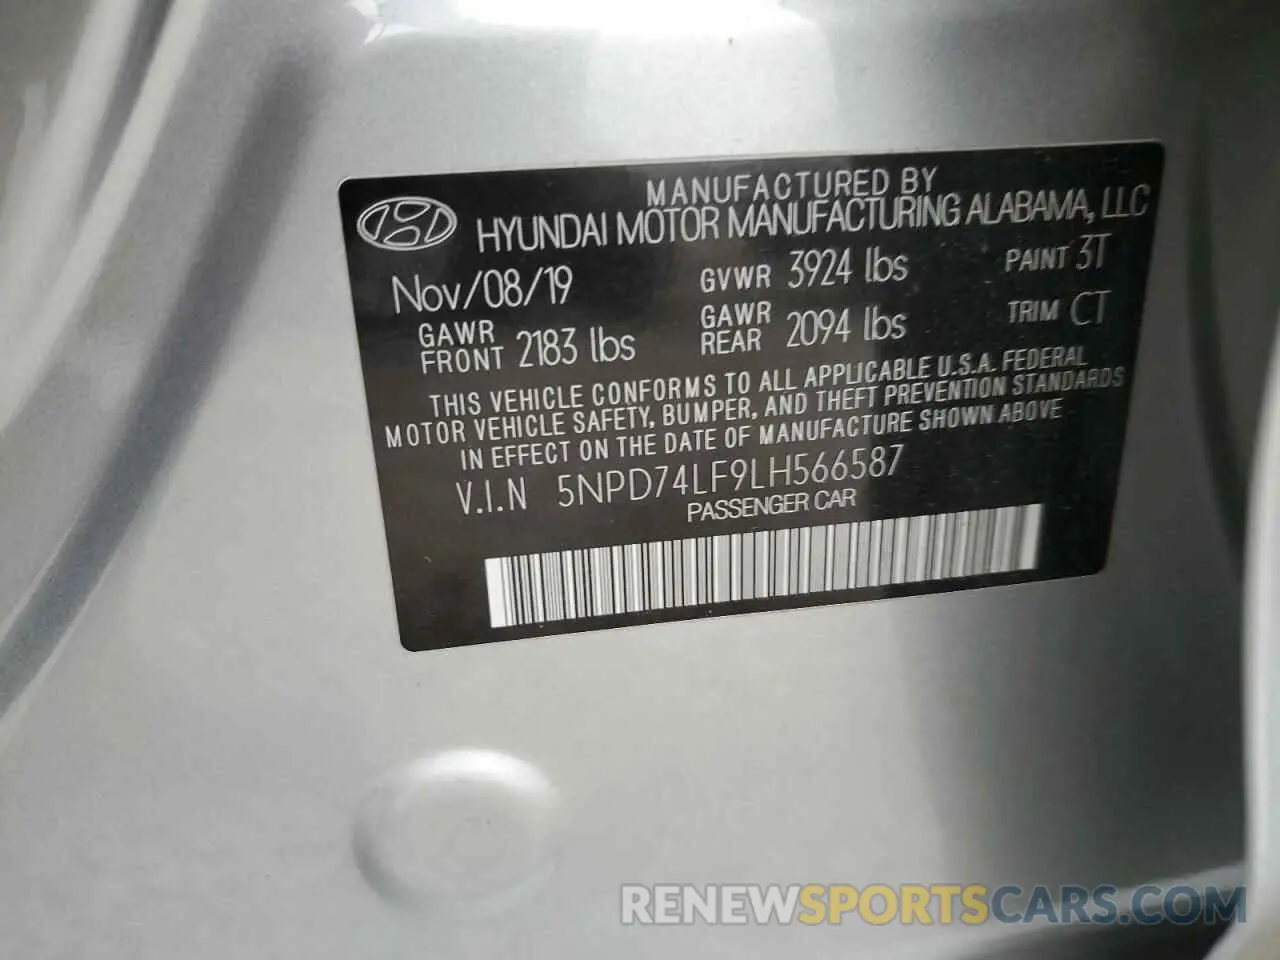 MANUFACTURED BY
HYUNDAI MOTOR MANUFACTURING ALABAMA, LLC
Nov/08/19 GVWR 3924 lbs PAINT 3T
GAWR FRONT 2183 lbs GAWR REAR 2094 lbs TRIM CT
THIS VEHICLE CONFORMS TO ALL APPLICABLE U.S.A. FEDERAL
MOTOR VEHICLE SAFETY, BUMPER, AND THEFT PREVENTION STANDARDS
IN EFFECT ON THE DATE OF MANUFACTURE SHOWN ABOVE
V.I.N 5NPD74LF9LH566587
PASSENGER CAR
RENEWSPORTSCARS.COM